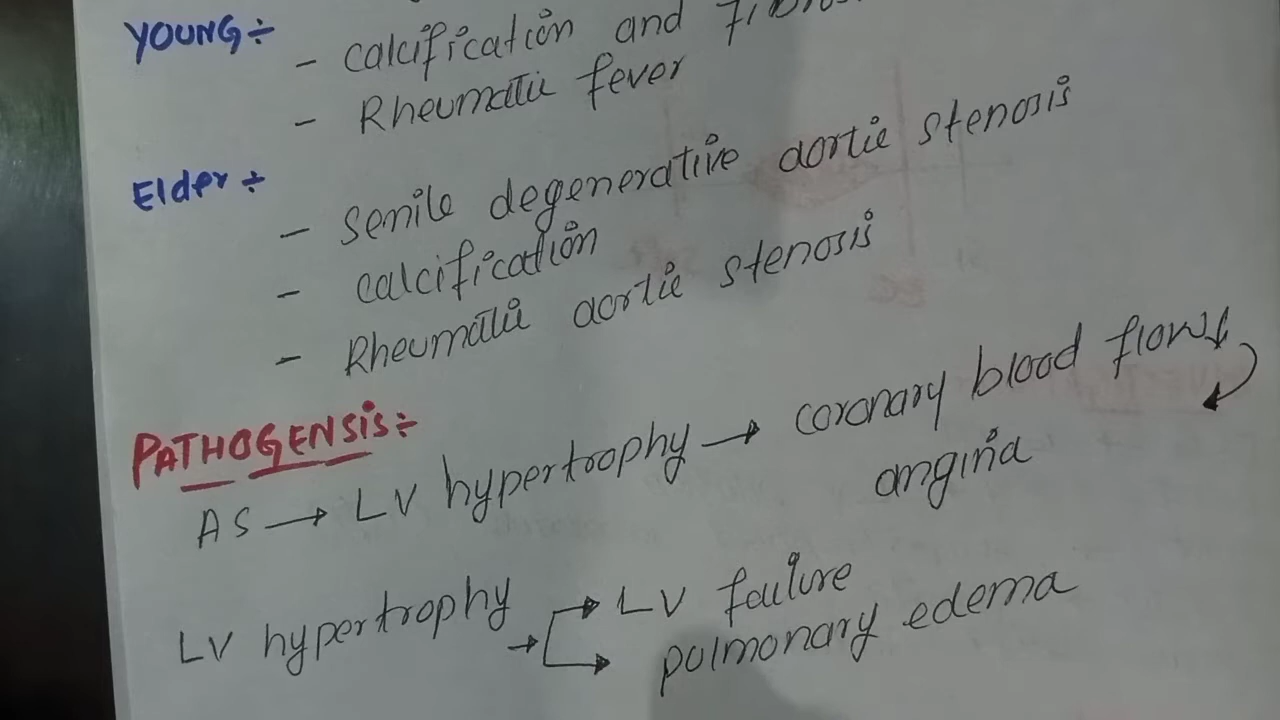 YOUNG ÷
- calcification and
- Rheumatic fever
Elder ÷
- senile degenerative aortic stenosis
- calcification
- Rheumatic aortic stenosis
PATHOGENSIS ÷
AS → LV hypertrophy → coronary blood flow ↓
angina
LV hypertrophy → LV failure
pulmonary edema